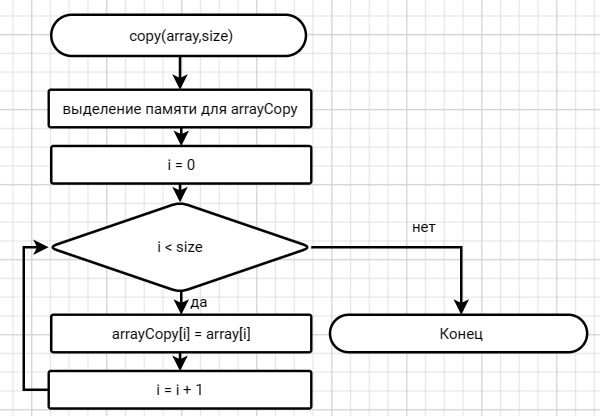 copy(array,size)
выделение памяти для arrayCopy
i = 0
i < size
нет
да
arrayCopy[i] = array[i]
Конец
i = i + 1